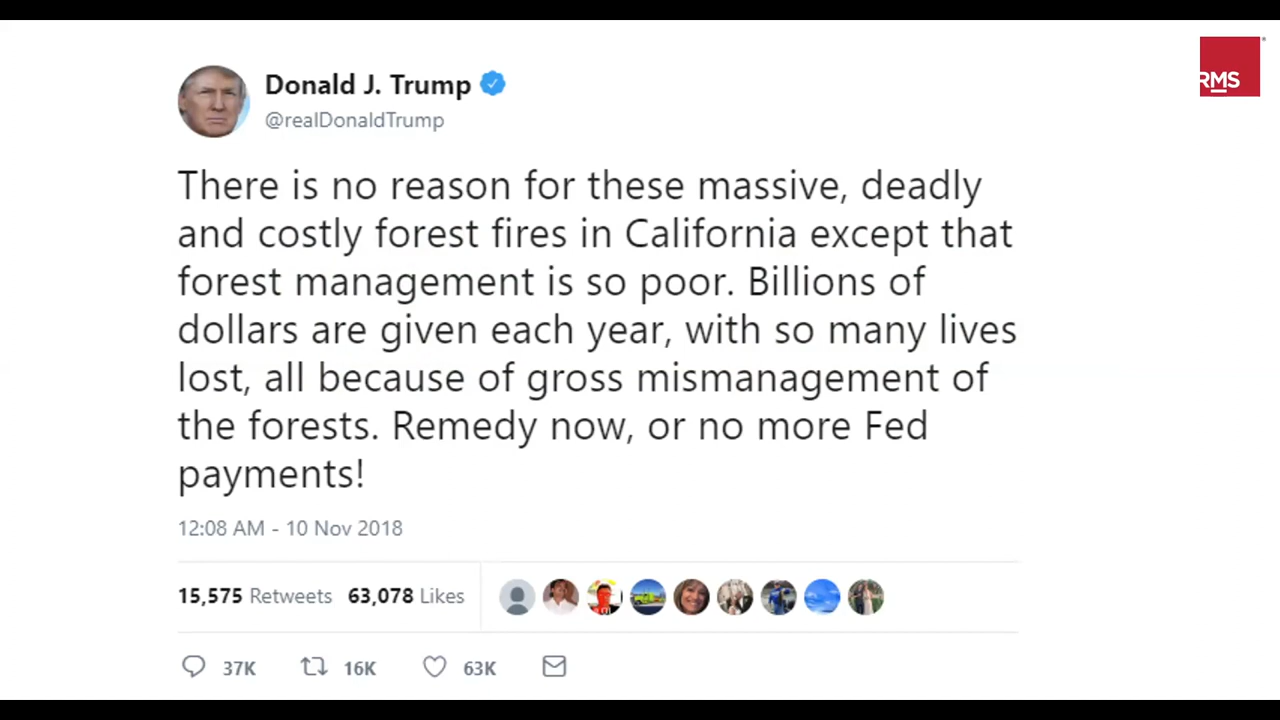 RMS
Donald J. Trump
@realDonaldTrump
There is no reason for these massive, deadly
and costly forest fires in California except that
forest management is so poor. Billions of
dollars are given each year, with so many lives
lost, all because of gross mismanagement of
the forests. Remedy now, or no more Fed
payments!
12:08 AM - 10 Nov 2018
15,575 Retweets 63,078 Likes
37K 16K 63K